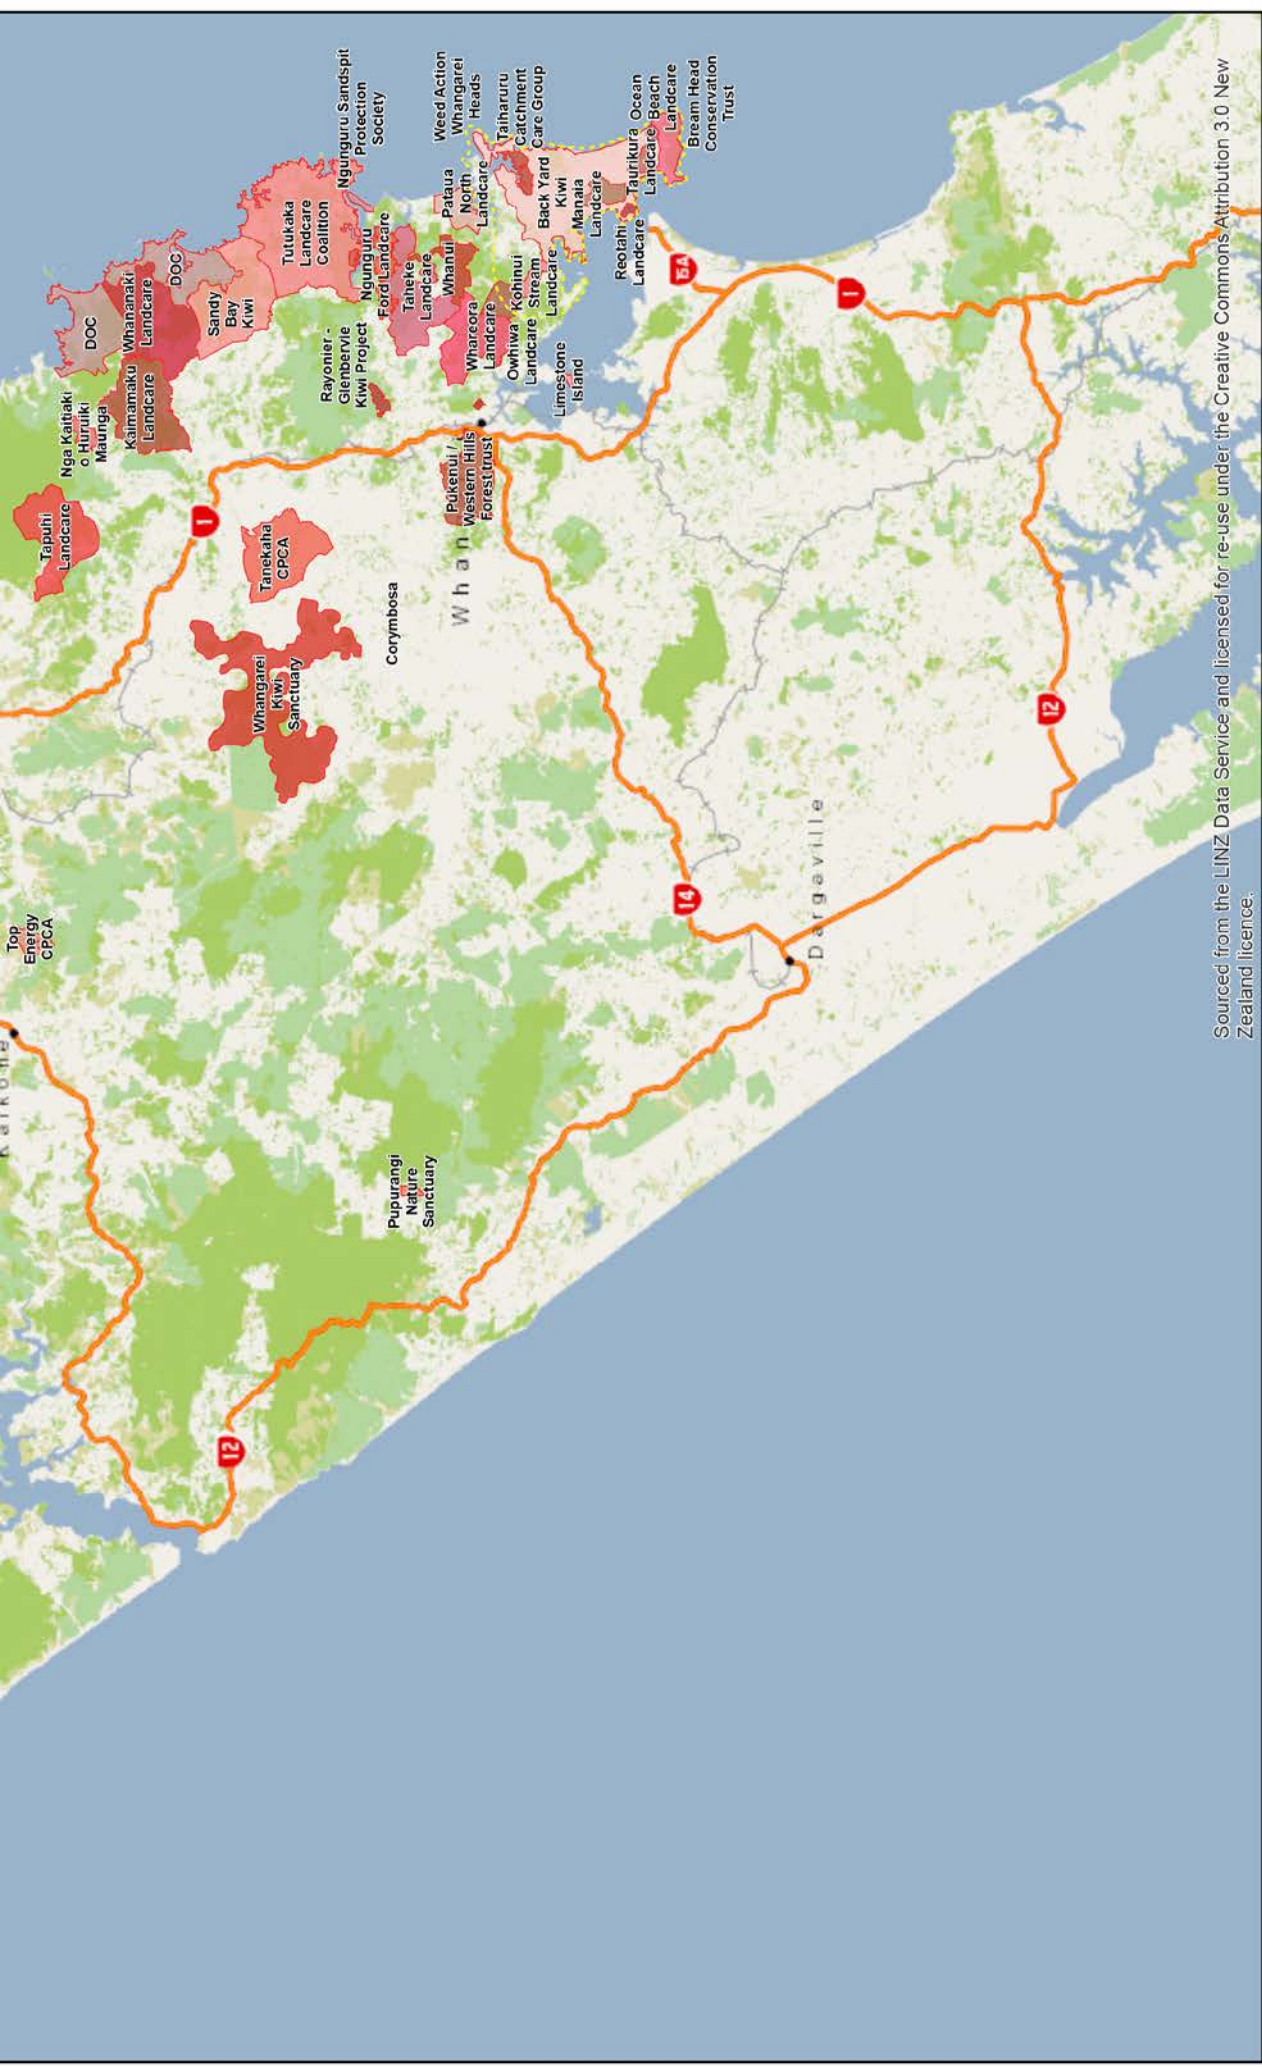 Top
Energy
CPCA
Tapuhi
Landcare
Nga Kaitiaki
o Huruiki
Maunga
DOC
Kaimamaku
Landcare
Whananaki
Landcare
DOC
1
Sandy
Bay
Kiwi
Tanekaha
CPCA
Whangarei
Kiwi
Sanctuary
Tutukaka
Landcare
Coalition
Ngunguru Sandspit
Protection
Society
Rayonier -
Glenbervie
Kiwi Project
Ngunguru
Ford Landcare
Taheke
Landcare
Corymbosa
12
Pupurangi
Nature
Sanctuary
Weed Action
Whangarei
Heads
Pataua
North
Landcare
Whanui
Whareora
Landcare
Pukenui /
Western Hills
Forest trust
Whan
Taiharuru
Catchment
Care Group
Owhiwa
Landcare
Kohinui
Stream
Landcare
Back Yard
Kiwi
Manaia
Landcare
Limestone
Island
Reotahi
Landcare
Taurikura
Landcare
Ocean
Beach
Landcare
Bream Head
Conservation
Trust
15A
14
Dargaville
1
12
Sourced from the LINZ Data Service and licensed for re-use under the Creative Commons Attribution 3.0 New
Zealand licence.